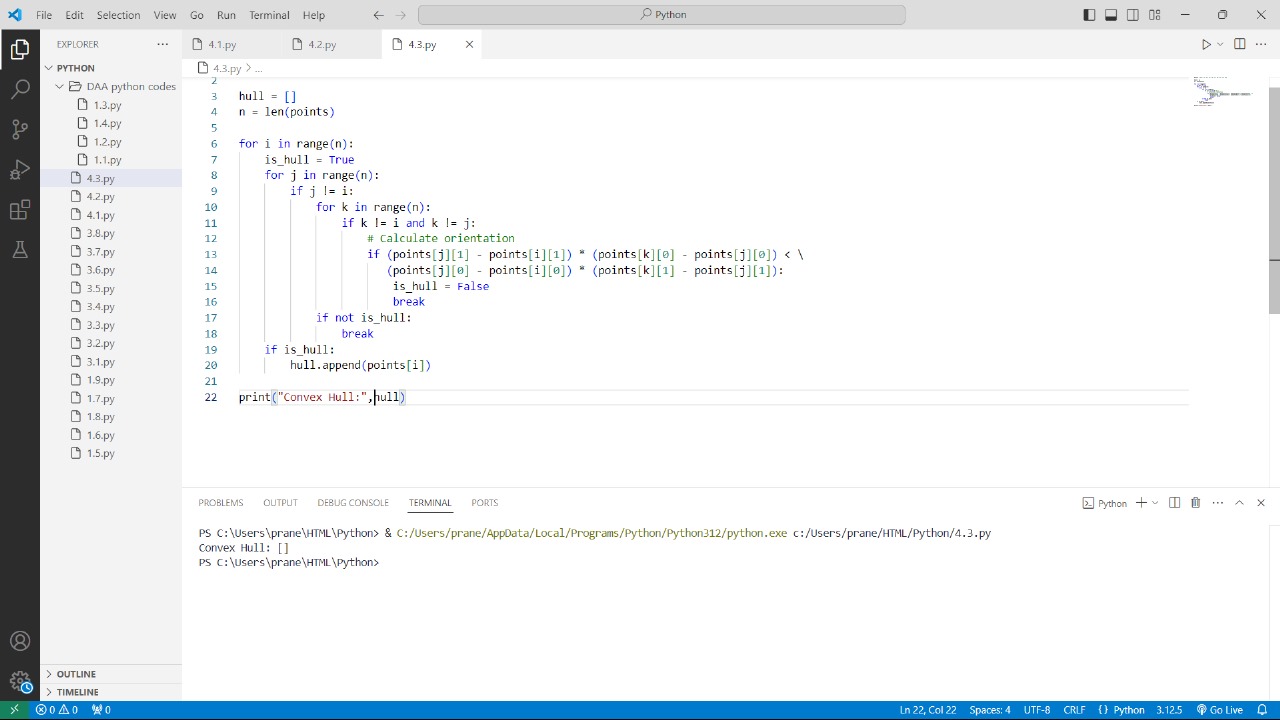 File Edit Selection View Go Run Terminal Help
Python
EXPLORER
PYTHON
DAA python codes
1.3.py
1.4.py
1.2.py
1.1.py
4.3.py
4.2.py
4.1.py
3.8.py
3.7.py
3.6.py
3.5.py
3.4.py
3.3.py
3.2.py
3.1.py
1.9.py
1.7.py
1.8.py
1.6.py
1.5.py
OUTLINE
TIMELINE
4.1.py 4.2.py 4.3.py
4.3.py > ...
2
3 hull = []
4 n = len(points)
5
6 for i in range(n):
7 is_hull = True
8 for j in range(n):
9 if j != i:
10 for k in range(n):
11 if k != i and k != j:
12 # Calculate orientation
13 if (points[j][1] - points[i][1]) * (points[k][0] - points[j][0]) < \
14 (points[j][0] - points[i][0]) * (points[k][1] - points[j][1]):
15 is_hull = False
16 break
17 if not is_hull:
18 break
19 if is_hull:
20 hull.append(points[i])
21
22 print("Convex Hull:",hull)
PROBLEMS OUTPUT DEBUG CONSOLE TERMINAL PORTS
Python
PS C:\Users\prane\HTML\Python> & C:/Users/prane/AppData/Local/Programs/Python/Python312/python.exe c:/Users/prane/HTML/Python/4.3.py
Convex Hull: []
PS C:\Users\prane\HTML\Python>
0 0 0
Ln 22, Col 22 Spaces: 4 UTF-8 CRLF {} Python 3.12.5 Go Live